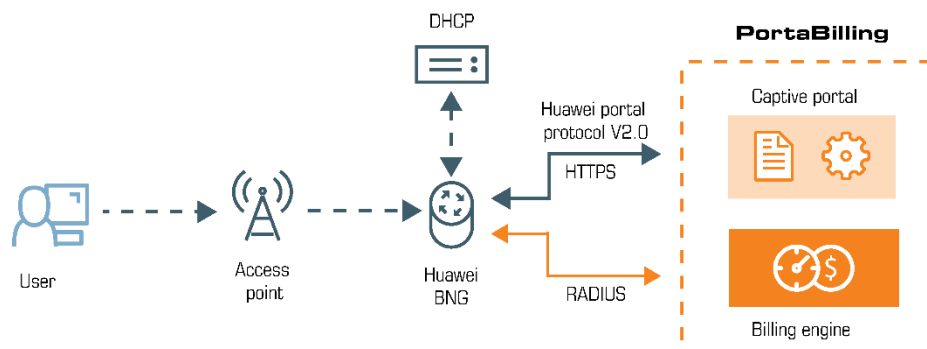 DHCP
PortaBilling
Captive portal
Huawei portal
protocol V2.0
HTTPS
User
Access
point
Huawei
BNG
RADIUS
$
Billing engine